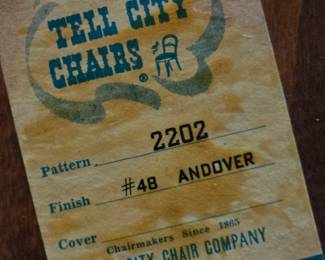 TELL CITY
CHAIRS®
Pattern 2202
Finish #48 ANDOVER
Cover
Chairmakers Since 1865
CITY CHAIR COMPANY